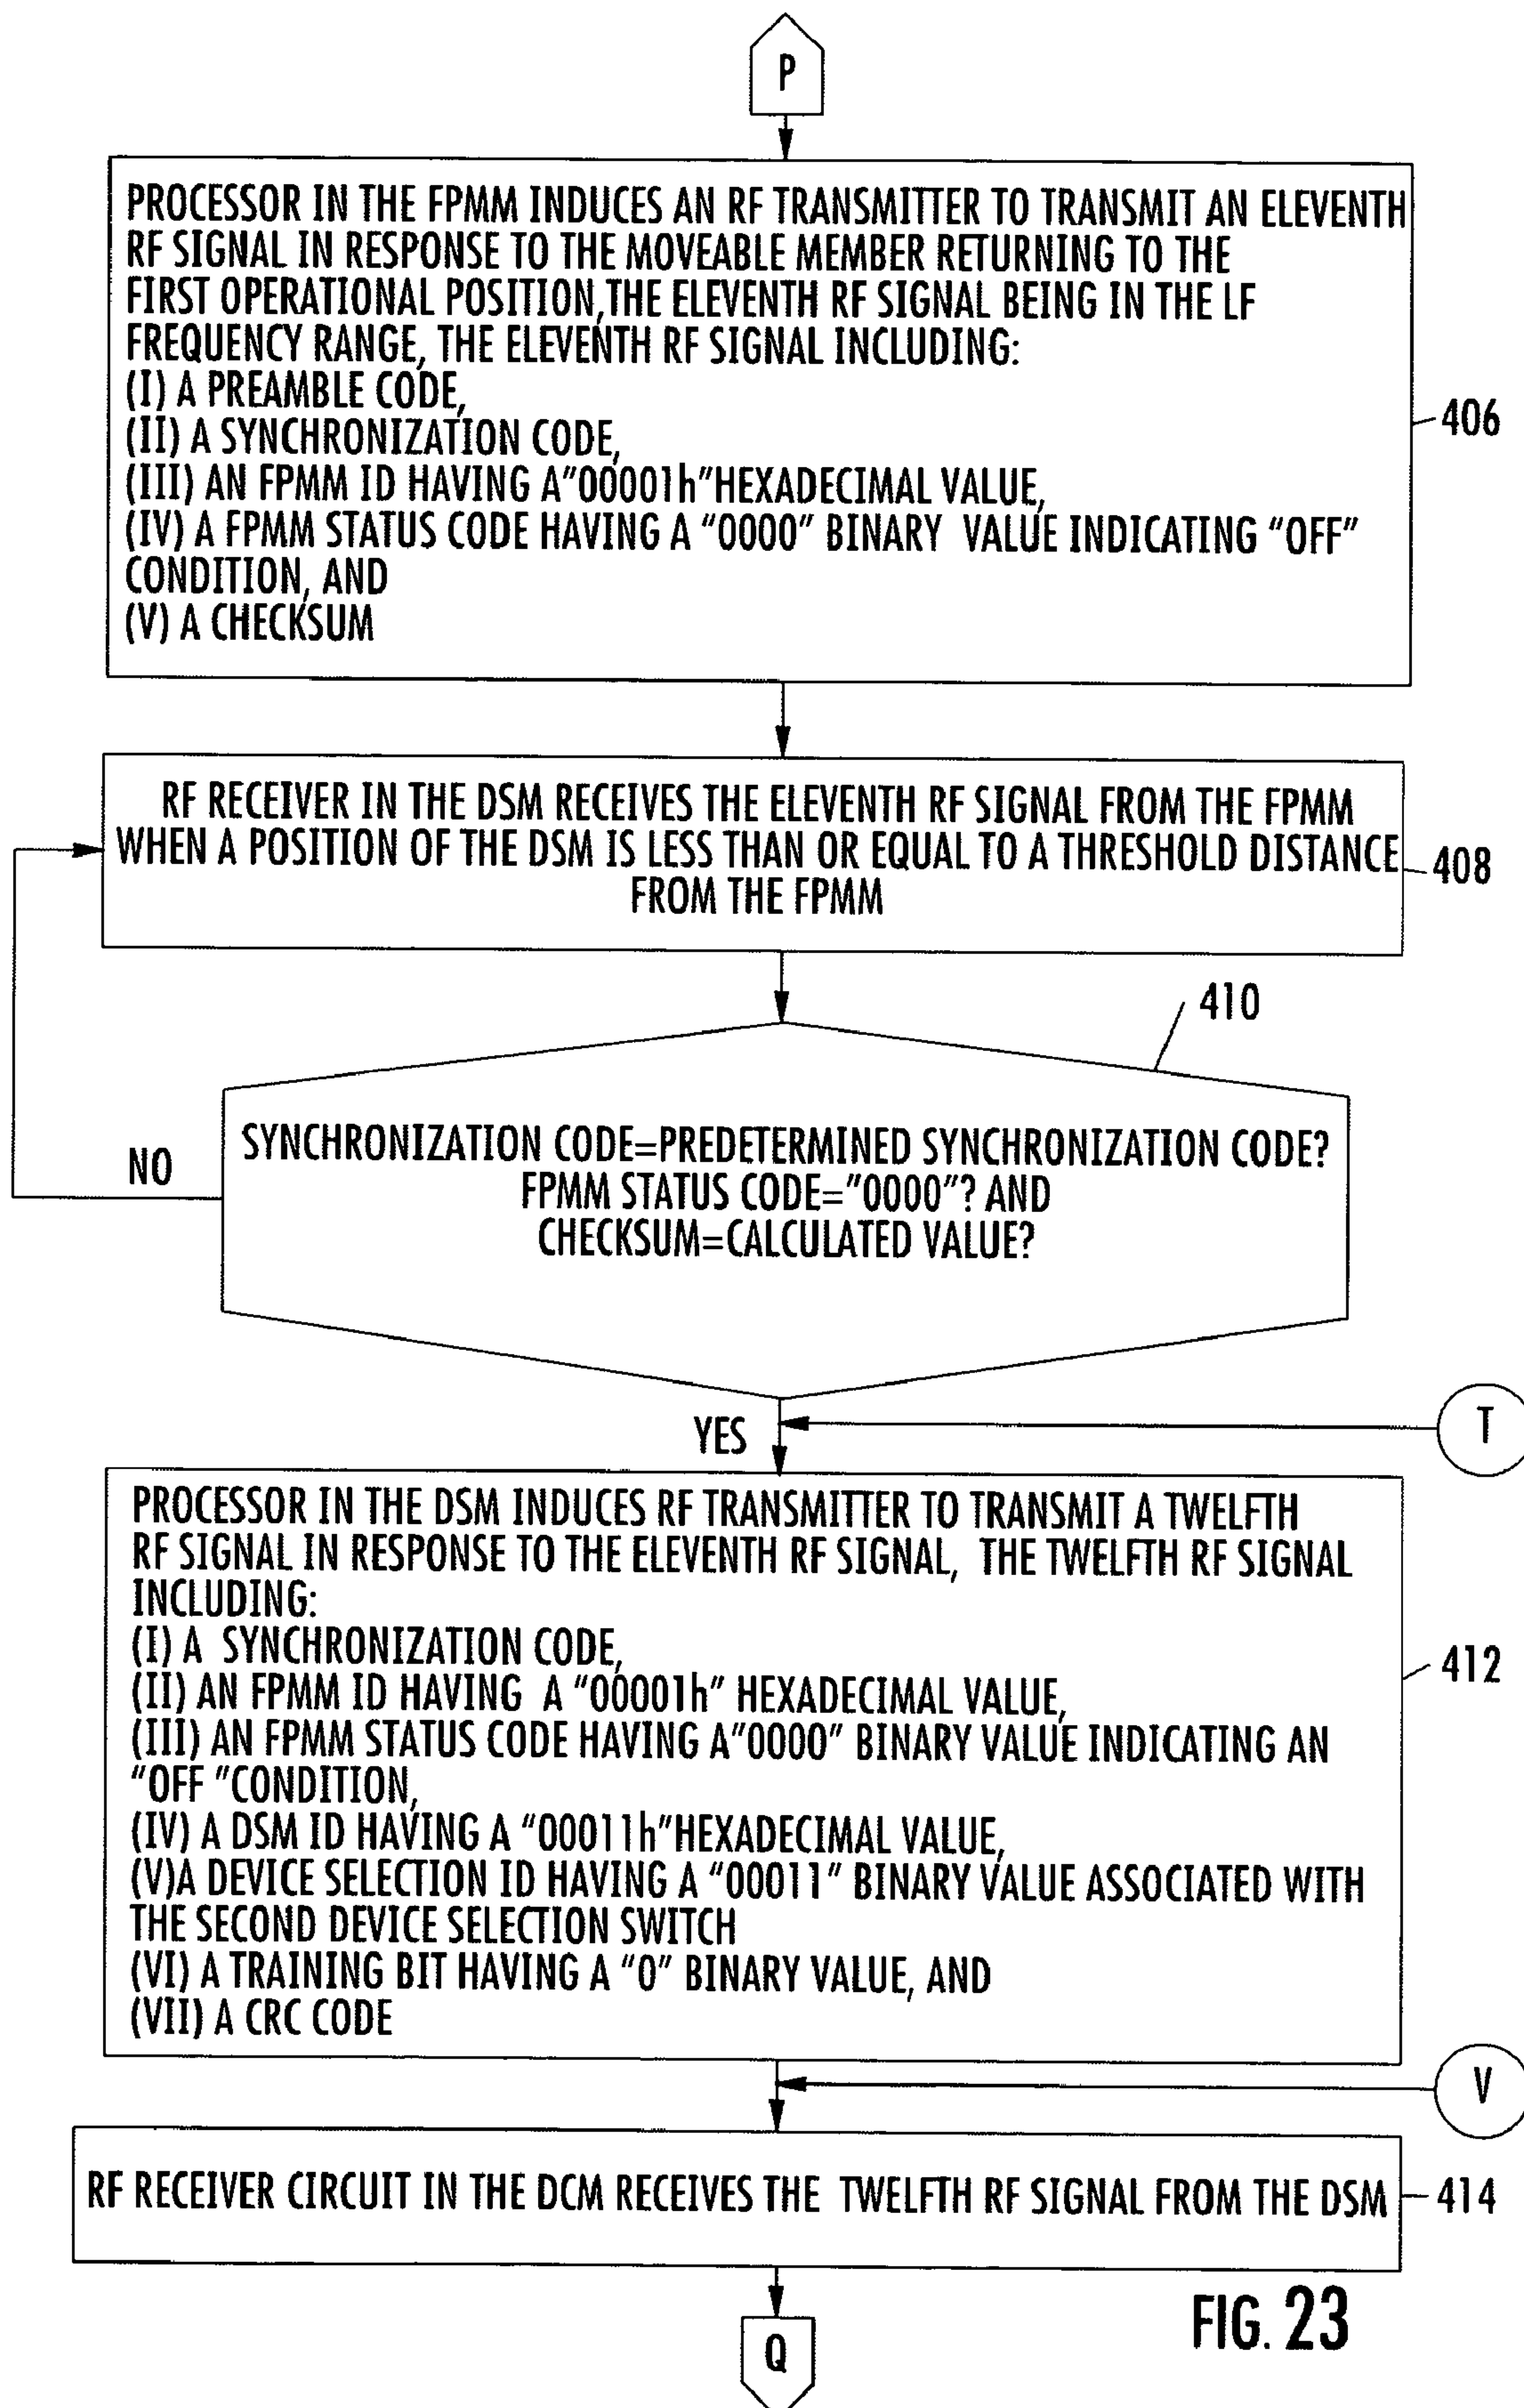 P
PROCESSOR IN THE FPMM INDUCES AN RF TRANSMITTER TO TRANSMIT AN ELEVENTH
RF SIGNAL IN RESPONSE TO THE MOVEABLE MEMBER RETURNING TO THE
FIRST OPERATIONAL POSITION,THE ELEVENTH RF SIGNAL BEING IN THE LF
FREQUENCY RANGE, THE ELEVENTH RF SIGNAL INCLUDING:
(I) A PREAMBLE CODE,
(II) A SYNCHRONIZATION CODE,
(III) AN FPMM ID HAVING A"00001h"HEXADECIMAL VALUE,
(IV) A FPMM STATUS CODE HAVING A "0000" BINARY VALUE INDICATING "OFF"
CONDITION, AND
(V) A CHECKSUM
406
RF RECEIVER IN THE DSM RECEIVES THE ELEVENTH RF SIGNAL FROM THE FPMM
WHEN A POSITION OF THE DSM IS LESS THAN OR EQUAL TO A THRESHOLD DISTANCE
FROM THE FPMM
408
410
SYNCHRONIZATION CODE=PREDETERMINED SYNCHRONIZATION CODE?
FPMM STATUS CODE="0000"? AND
CHECKSUM=CALCULATED VALUE?
NO
YES
T
PROCESSOR IN THE DSM INDUCES RF TRANSMITTER TO TRANSMIT A TWELFTH
RF SIGNAL IN RESPONSE TO THE ELEVENTH RF SIGNAL, THE TWELFTH RF SIGNAL
INCLUDING:
(I) A SYNCHRONIZATION CODE,
(II) AN FPMM ID HAVING A "00001h" HEXADECIMAL VALUE,
(III) AN FPMM STATUS CODE HAVING A"0000" BINARY VALUE INDICATING AN
"OFF "CONDITION,
(IV) A DSM ID HAVING A "00011h"HEXADECIMAL VALUE,
(V)A DEVICE SELECTION ID HAVING A "00011" BINARY VALUE ASSOCIATED WITH
THE SECOND DEVICE SELECTION SWITCH
(VI) A TRAINING BIT HAVING A "0" BINARY VALUE, AND
(VII) A CRC CODE
412
V
RF RECEIVER CIRCUIT IN THE DCM RECEIVES THE TWELFTH RF SIGNAL FROM THE DSM
414
Q
FIG. 23